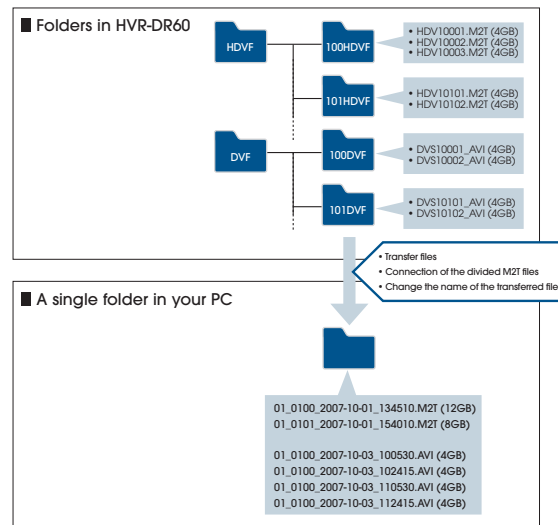 ■ Folders in HVR-DR60
HDVF
100HDVF
• HDV10001.M2T (4GB)
• HDV10002.M2T (4GB)
• HDV10003.M2T (4GB)
101HDVF
• HDV10101.M2T (4GB)
• HDV10102.M2T (4GB)
DVF
100DVF
• DVS10001_AVI (4GB)
• DVS10002_AVI (4GB)
101DVF
• DVS10101_AVI (4GB)
• DVS10102_AVI (4GB)
• Transfer files
• Connection of the divided M2T files
• Change the name of the transferred file
■ A single folder in your PC
01_0100_2007-10-01_134510.M2T (12GB)
01_0101_2007-10-01_154010.M2T (8GB)
01_0100_2007-10-03_100530.AVI (4GB)
01_0100_2007-10-03_102415.AVI (4GB)
01_0100_2007-10-03_110530.AVI (4GB)
01_0100_2007-10-03_112415.AVI (4GB)